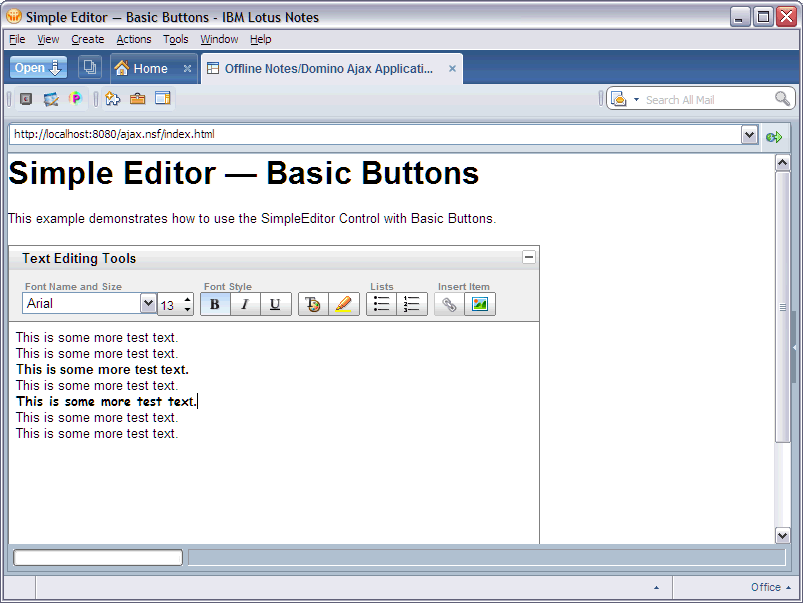 Simple Editor — Basic Buttons - IBM Lotus Notes
File View Create Actions Tools Window Help
Open Home Offline Notes/Domino Ajax Applicati...
Search All Mail
http://localhost:8080/ajax.nsf/index.html
Simple Editor — Basic Buttons
This example demonstrates how to use the SimpleEditor Control with Basic Buttons.
Text Editing Tools
Font Name and Size Font Style Lists Insert Item
Arial 13 B I U
This is some more test text.
This is some more test text.
This is some more test text.
This is some more test text.
This is some more test text.
This is some more test text.
This is some more test text.
Office